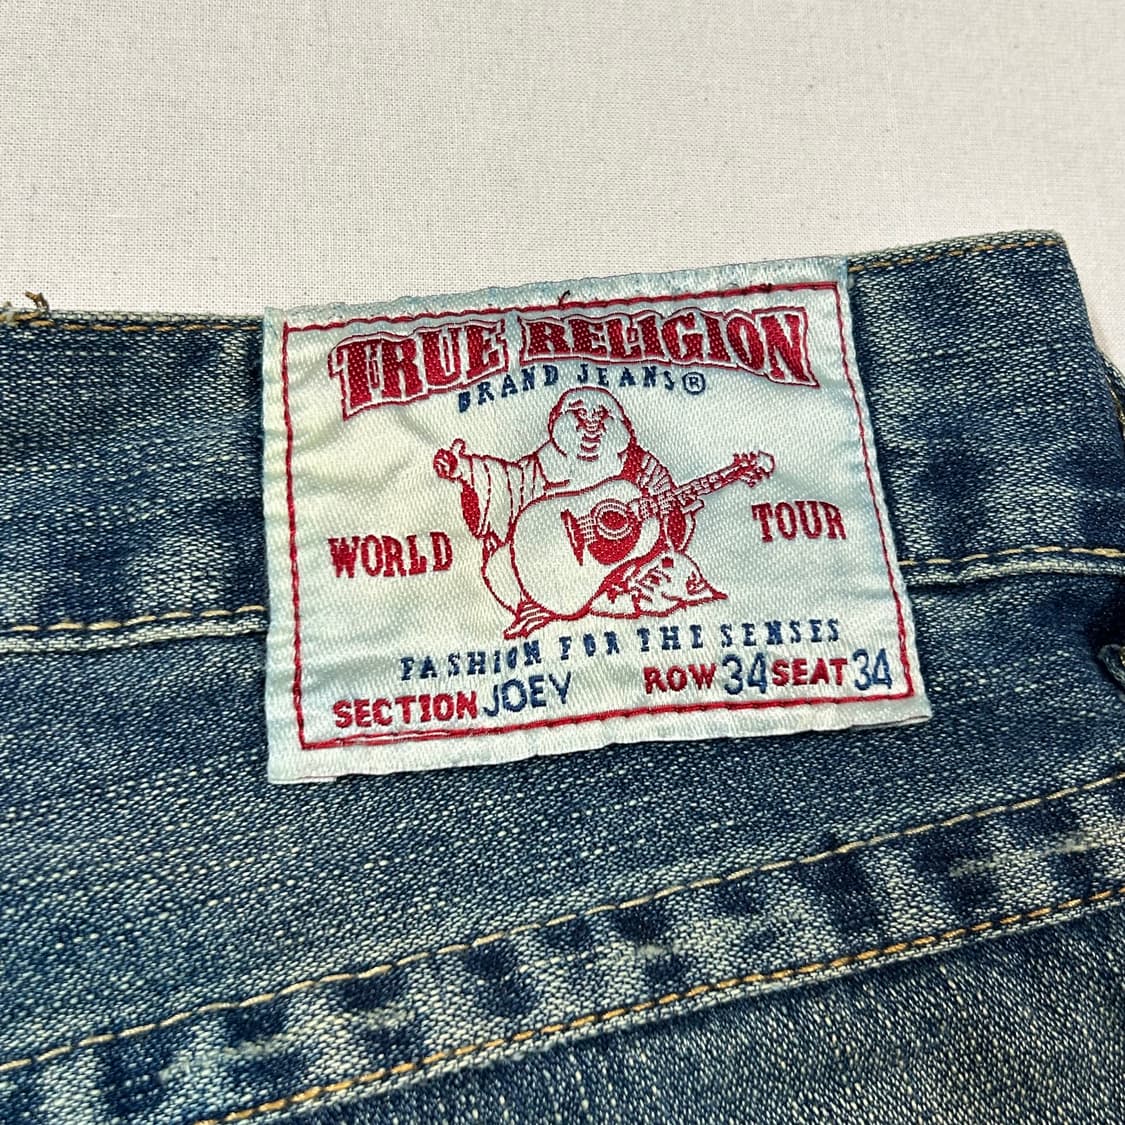 TRUE RELIGION
BRAND JEANS®
WORLD TOUR
FASHION FOR THE SENSES
SECTION JOEY ROW 34 SEAT 34